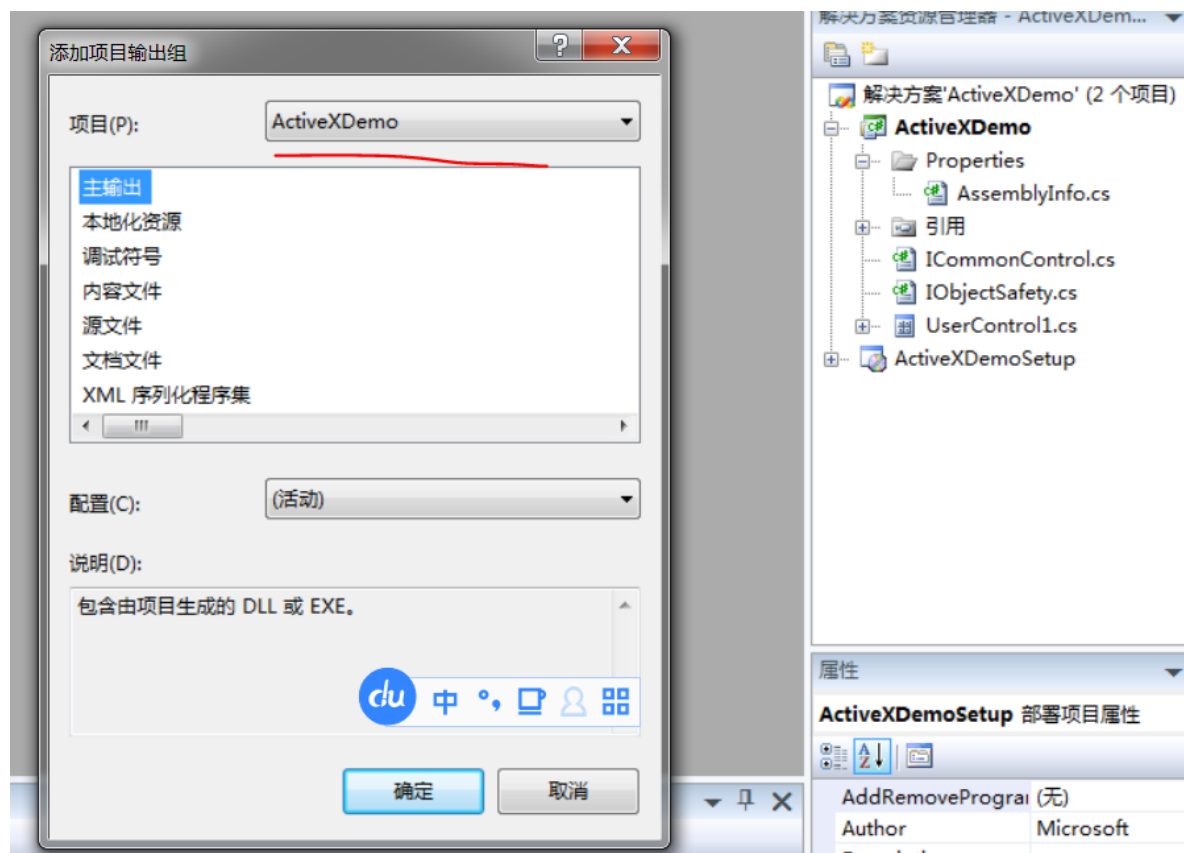 添加项目输出组
项目(P):
ActiveXDemo
主输出
本地化资源
调试符号
内容文件
源文件
文档文件
XML 序列化程序集
配置(C):
(活动)
说明(D):
包含由项目生成的 DLL 或 EXE。
du 中
确定
取消
解决方案资源管理器 - ActiveXDem...
解决方案'ActiveXDemo' (2 个项目)
ActiveXDemo
Properties
AssemblyInfo.cs
引用
ICommonControl.cs
IObjectSafety.cs
UserControl1.cs
ActiveXDemoSetup
属性
ActiveXDemoSetup 部署项目属性
AddRemoveProgra (无)
Author Microsoft